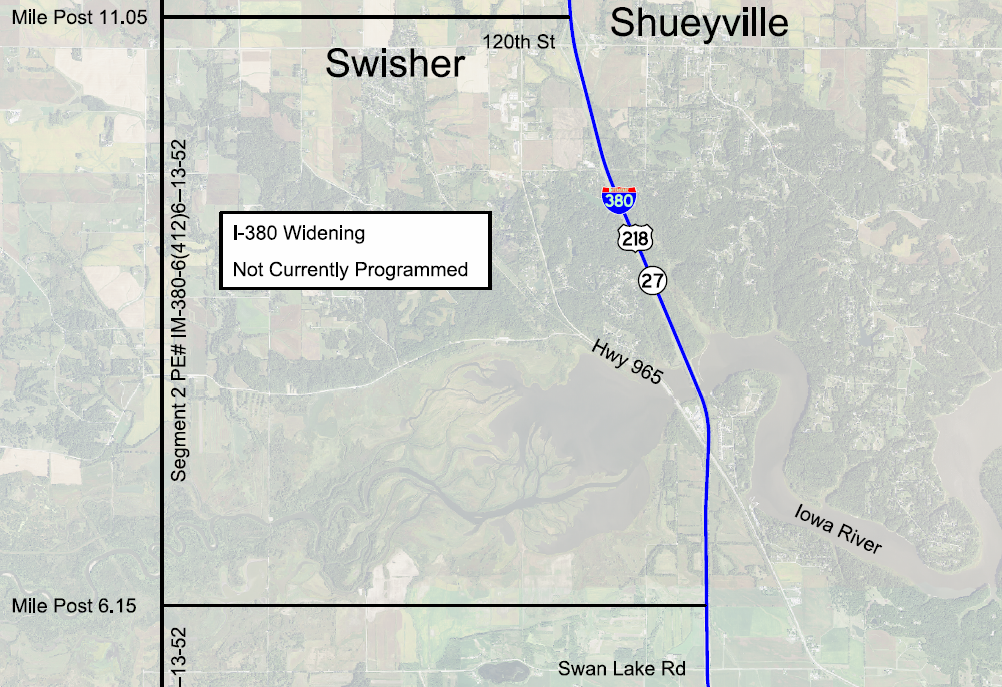 Mile Post 11.05
Shueyville
120th St
Swisher
Segment 2 PE# IM-380-6(412)6–13-52
380
I-380 Widening
Not Currently Programmed
218
27
Hwy 965
Iowa River
Mile Post 6.15
–13-52
Swan Lake Rd